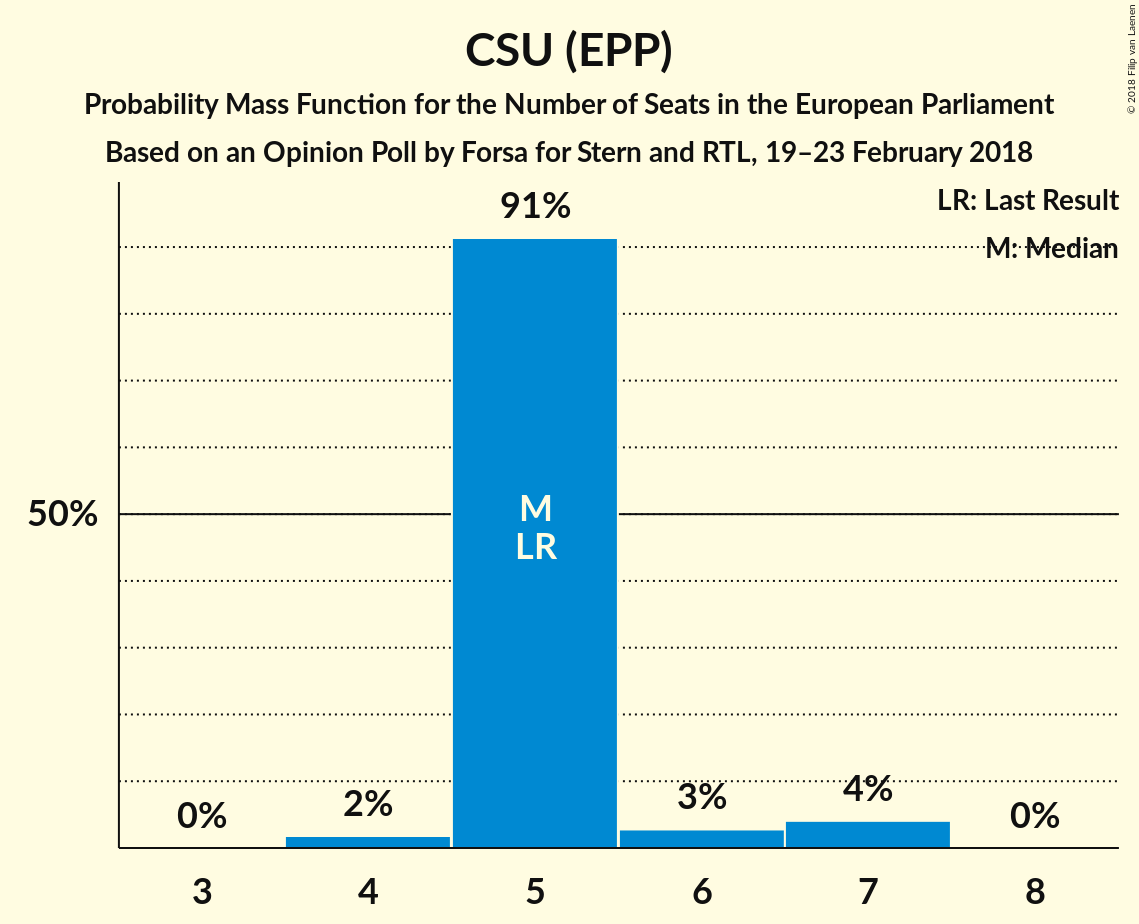 CSU (EPP)
Probability Mass Function for the Number of Seats in the European Parliament
Based on an Opinion Poll by Forsa for Stern and RTL, 19–23 February 2018
© 2018 Filip van Laenen
LR: Last Result
M: Median
91%
50%
M
LR
0%
2%
3%
4%
0%
3
4
5
6
7
8